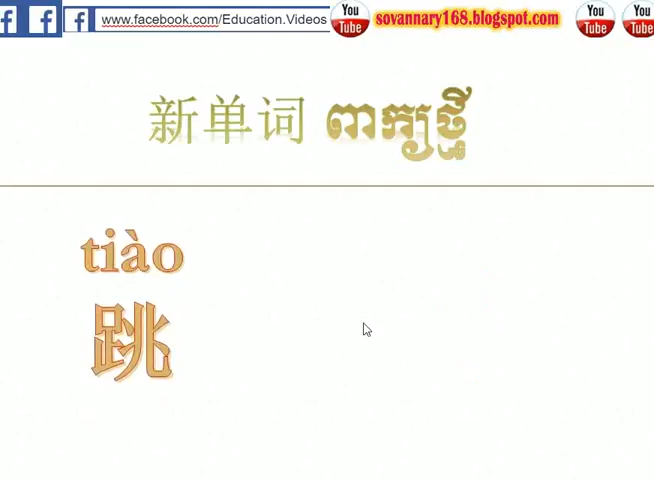 www.facebook.com/Education.Videos You Tube sovannary168.blogspot.com You Tube You Tube
新单词 ពាក្យថ្មី
tiào
跳